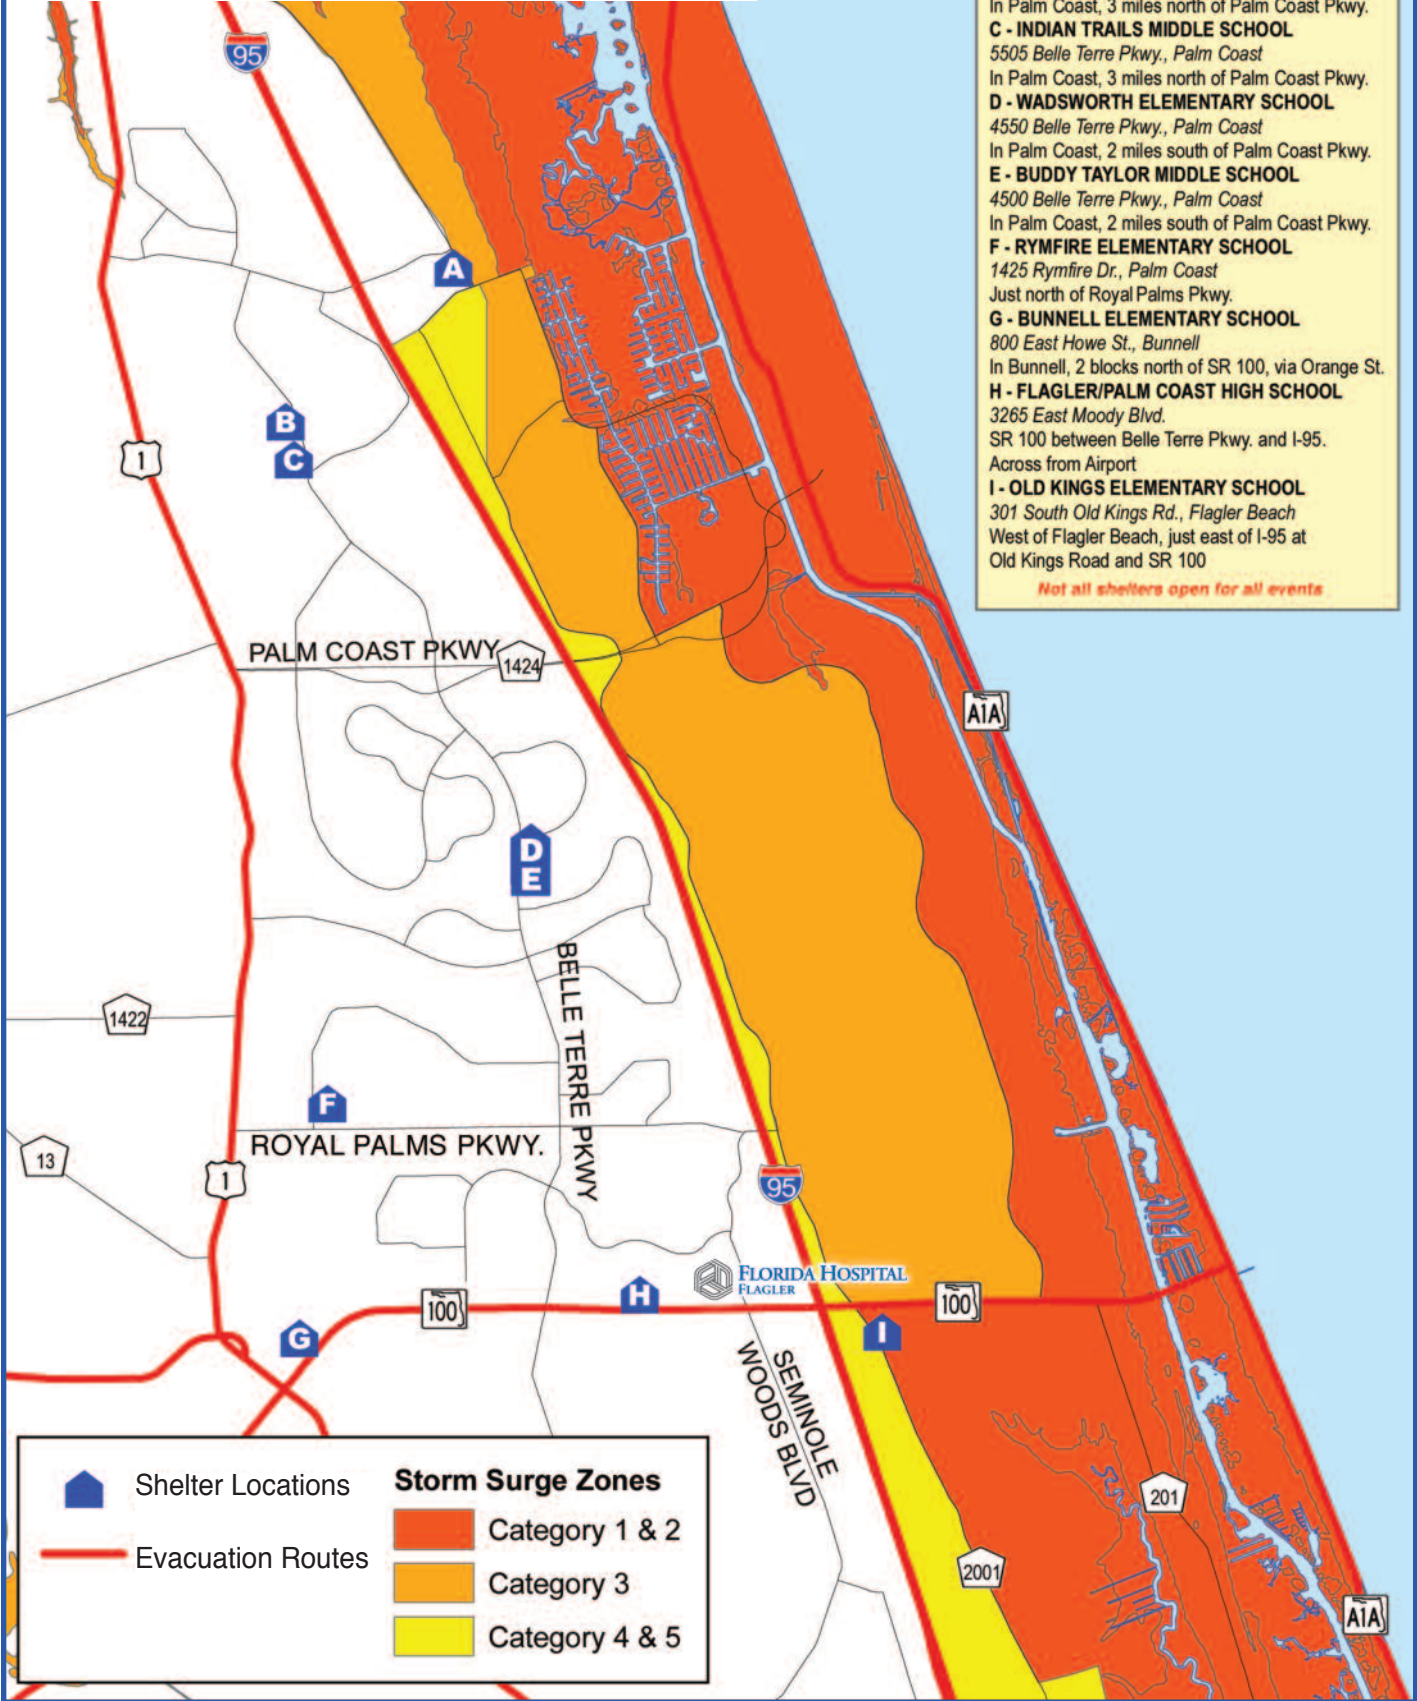 In Palm Coast, 3 miles north of Palm Coast Pkwy.
C - INDIAN TRAILS MIDDLE SCHOOL
5505 Belle Terre Pkwy., Palm Coast
In Palm Coast, 3 miles north of Palm Coast Pkwy.
D - WADSWORTH ELEMENTARY SCHOOL
4550 Belle Terre Pkwy., Palm Coast
In Palm Coast, 2 miles south of Palm Coast Pkwy.
E - BUDDY TAYLOR MIDDLE SCHOOL
4500 Belle Terre Pkwy., Palm Coast
In Palm Coast, 2 miles south of Palm Coast Pkwy.
F - RYMFIRE ELEMENTARY SCHOOL
1425 Rymfire Dr., Palm Coast
Just north of Royal Palms Pkwy.
G - BUNNELL ELEMENTARY SCHOOL
800 East Howe St., Bunnell
In Bunnell, 2 blocks north of SR 100, via Orange St.
H - FLAGLER/PALM COAST HIGH SCHOOL
3265 East Moody Blvd.
SR 100 between Belle Terre Pkwy. and I-95.
Across from Airport
I - OLD KINGS ELEMENTARY SCHOOL
301 South Old Kings Rd., Flagler Beach
West of Flagler Beach, just east of I-95 at
Old Kings Road and SR 100
Not all shelters open for all events
95
A
B
C
1
PALM COAST PKWY
1424
A1A
D
E
BELLE TERRE PKWY
1422
F
ROYAL PALMS PKWY.
13
1
95
FLORIDA HOSPITAL
FLAGLER
H
100
100
G
I
SEMINOLE
WOODS BLVD
201
2001
A1A
Shelter Locations
Evacuation Routes
Storm Surge Zones
Category 1 & 2
Category 3
Category 4 & 5